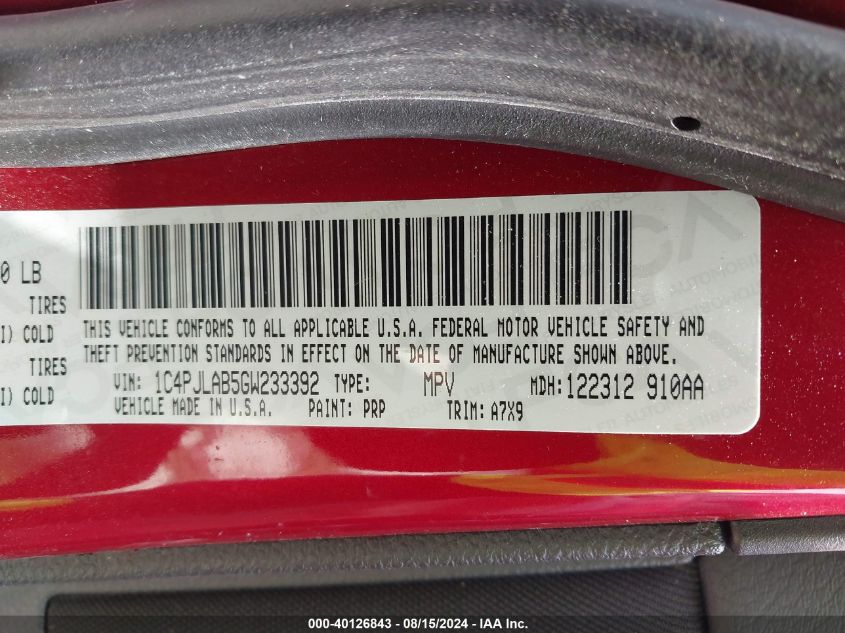 0 LB
TIRES
I) COLD
TIRES
I) COLD
THIS VEHICLE CONFORMS TO ALL APPLICABLE U.S.A. FEDERAL MOTOR VEHICLE SAFETY AND
THEFT PREVENTION STANDARDS IN EFFECT ON THE DATE OF MANUFACTURE SHOWN ABOVE.
VIN: 1C4PJLAB5GW233392 TYPE: MPV MDH: 122312 910AA
VEHICLE MADE IN U.S.A. PAINT: PRP TRIM: A7X9
000-40126843 - 08/15/2024 - IAA Inc.